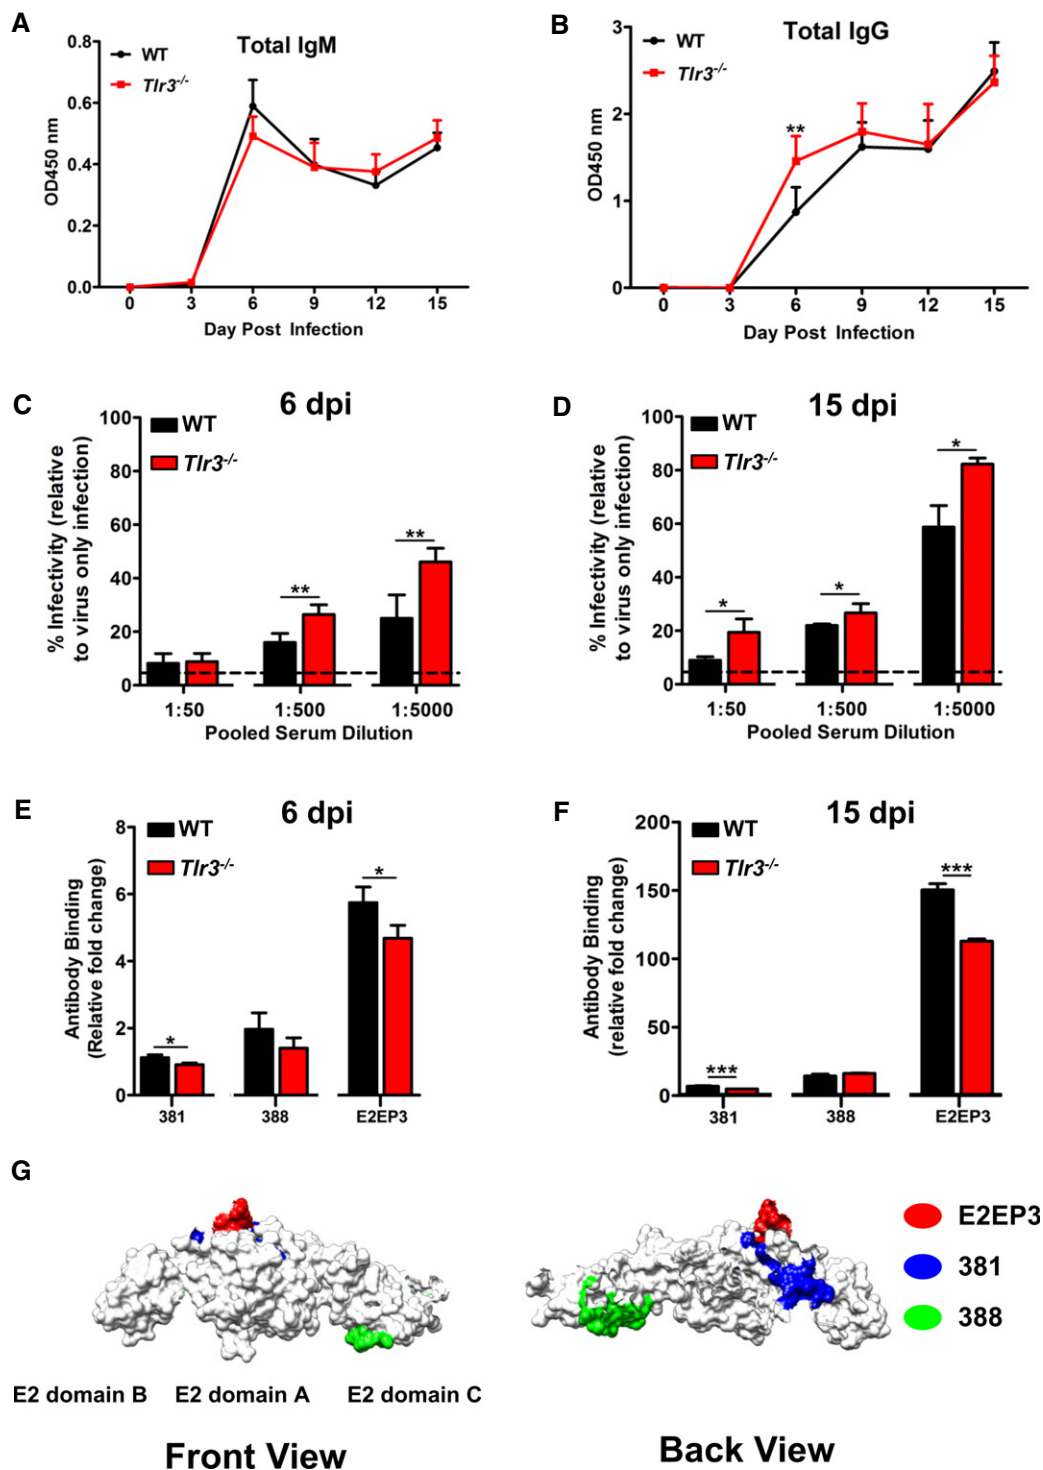 A
Total IgM
WT
Tlr3-/-
0.8
0.6
0.4
0.2
0.0
OD450 nm
0 3 6 9 12 15
Day Post Infection
B
Total IgG
WT
Tlr3-/-
**
3
2
1
0
OD450 nm
0 3 6 9 12 15
Day Post Infection
C
6 dpi
WT
Tlr3-/-
100
80
60
40
20
0
% Infectivity (relative
to virus only infection)
**
**
1:50 1:500 1:5000
Pooled Serum Dilution
D
15 dpi
WT
Tlr3-/-
100
80
60
40
20
0
% Infectivity (relative
to virus only infection)
*
*
*
1:50 1:500 1:5000
Pooled Serum Dilution
E
6 dpi
WT
Tlr3-/-
8
6
4
2
0
Antibody Binding
(Relative fold change)
*
*
381 388 E2EP3
F
15 dpi
WT
Tlr3-/-
200
150
100
50
0
Antibody Binding
(relative fold change)
***
***
381 388 E2EP3
G
E2EP3
381
388
E2 domain B E2 domain A E2 domain C
Front View
Back View